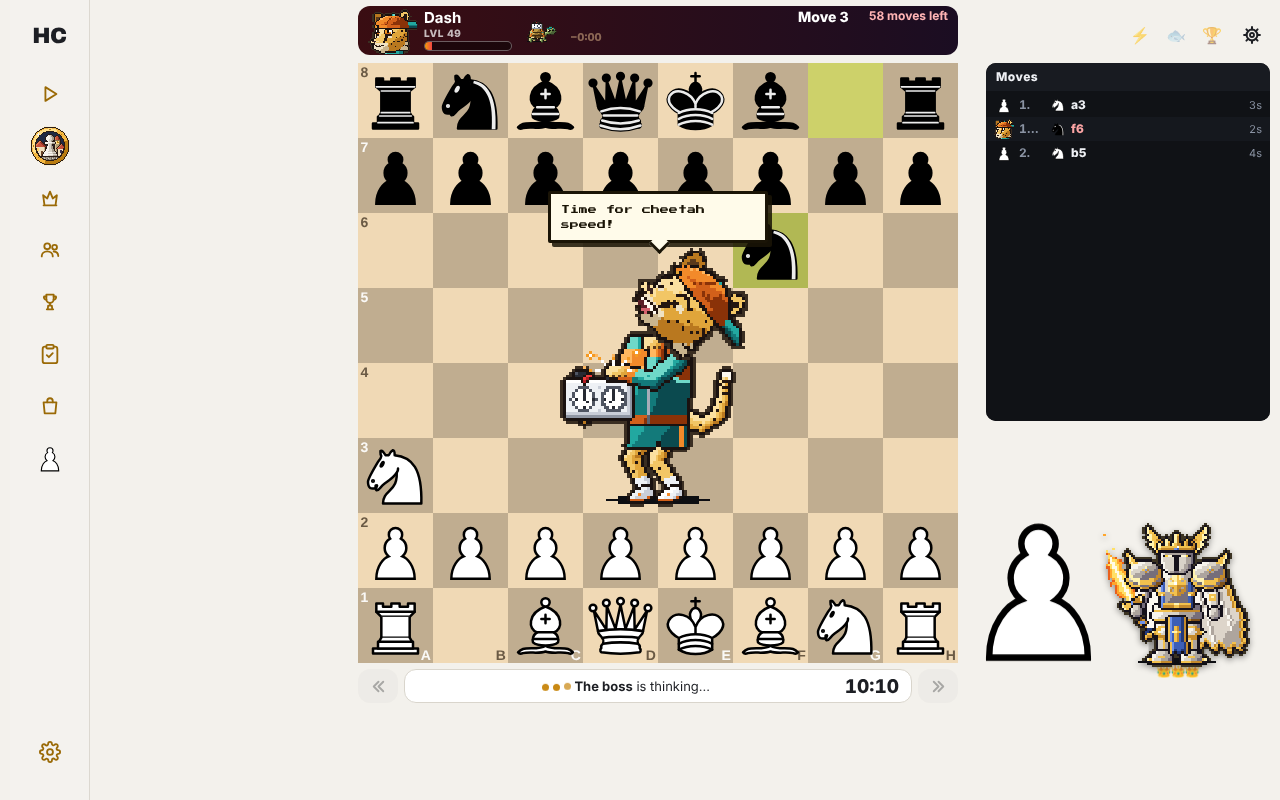 HC
Dash
LVL 49
−0:00
Move 3
58 moves left
8
7
6
5
4
3
2
1
A
B
C
D
E
F
G
H
Time for cheetah
speed!
The boss is thinking...
10:10
Moves
1. a3 3s
1... f6 2s
2. b5 4s